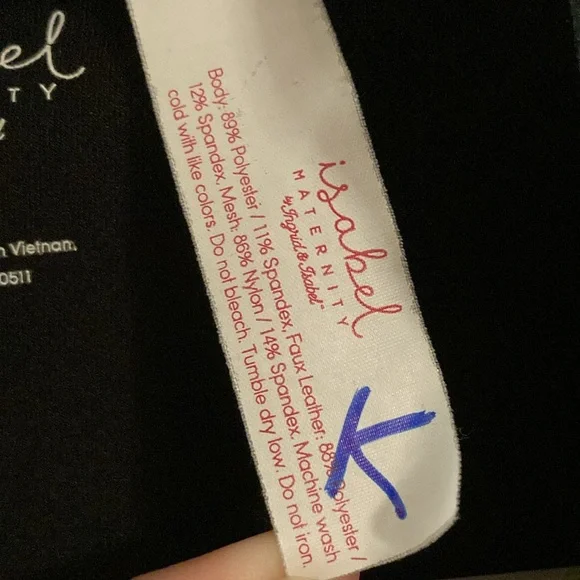 el
T Y
n Vietnam.
0511
isabel
MATERNITY
by Ingrid & Isabel
Body: 89% Polyester / 11% Spandex, Faux Leather: 88% Polyester /
12% Spandex, Mesh: 86% Nylon / 14% Spandex. Machine wash
cold with like colors. Do not bleach. Tumble dry low. Do not iron.
K